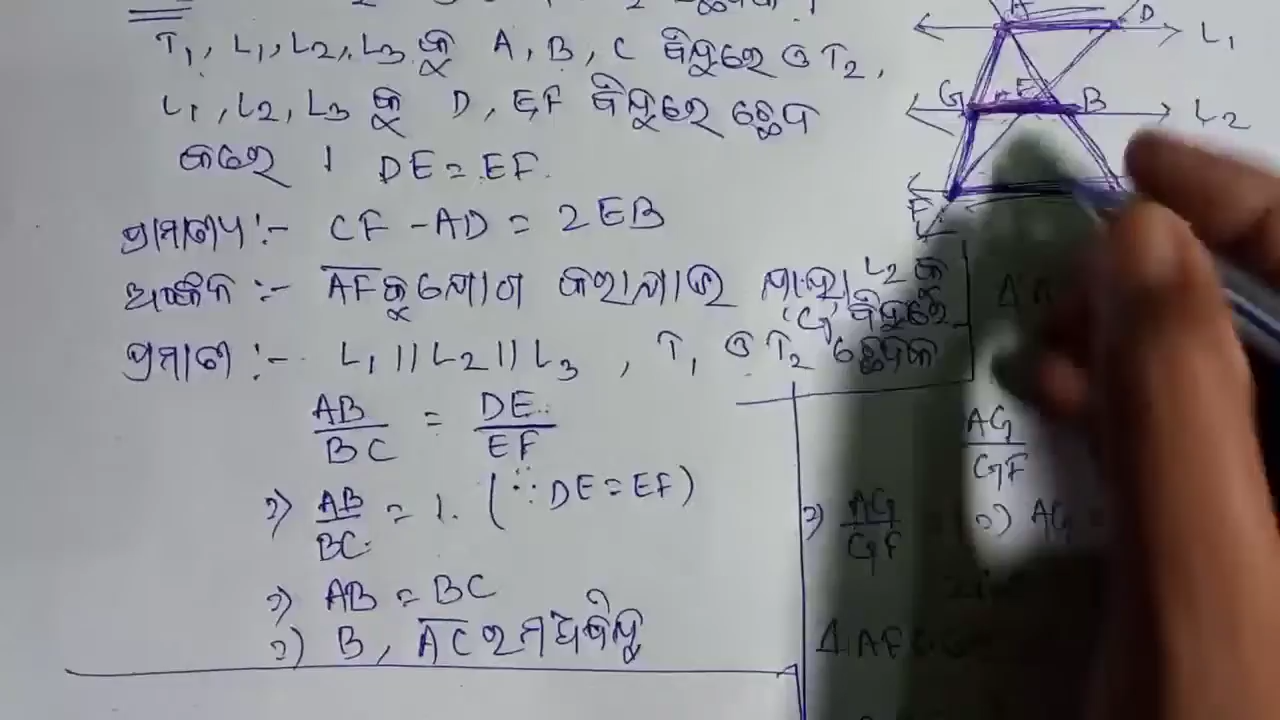 T₁, L₁, L₂, L₃ କୁ A, B, C ବିନ୍ଦୁରେ ଓ T₂,
L₁, L₂, L₃ କୁ D, E, F ବିନ୍ଦୁରେ ଛେଦ
କରେ । DE = EF.
ପ୍ରାମାଣ୍ୟ :- CF - AD = 2EB
ଅଙ୍କନ :- AF କୁ ଯୋଗ କରାଯାଉ ଯାହା L₂ କୁ
'G' ବିନ୍ଦୁରେ
ପ୍ରମାଣ :- L₁ || L₂ || L₃, T₁ ଓ T₂ ଛେଦକ
AB/BC = DE/EF
⇒ AB/BC = 1. (∵ DE = EF)
⇒ AB = BC
⇒ B, AC ର ମଧ୍ୟବିନ୍ଦୁ
A D L₁
G E B L₂
F
AG/GF
⇒ AG/GF
⇒ AG